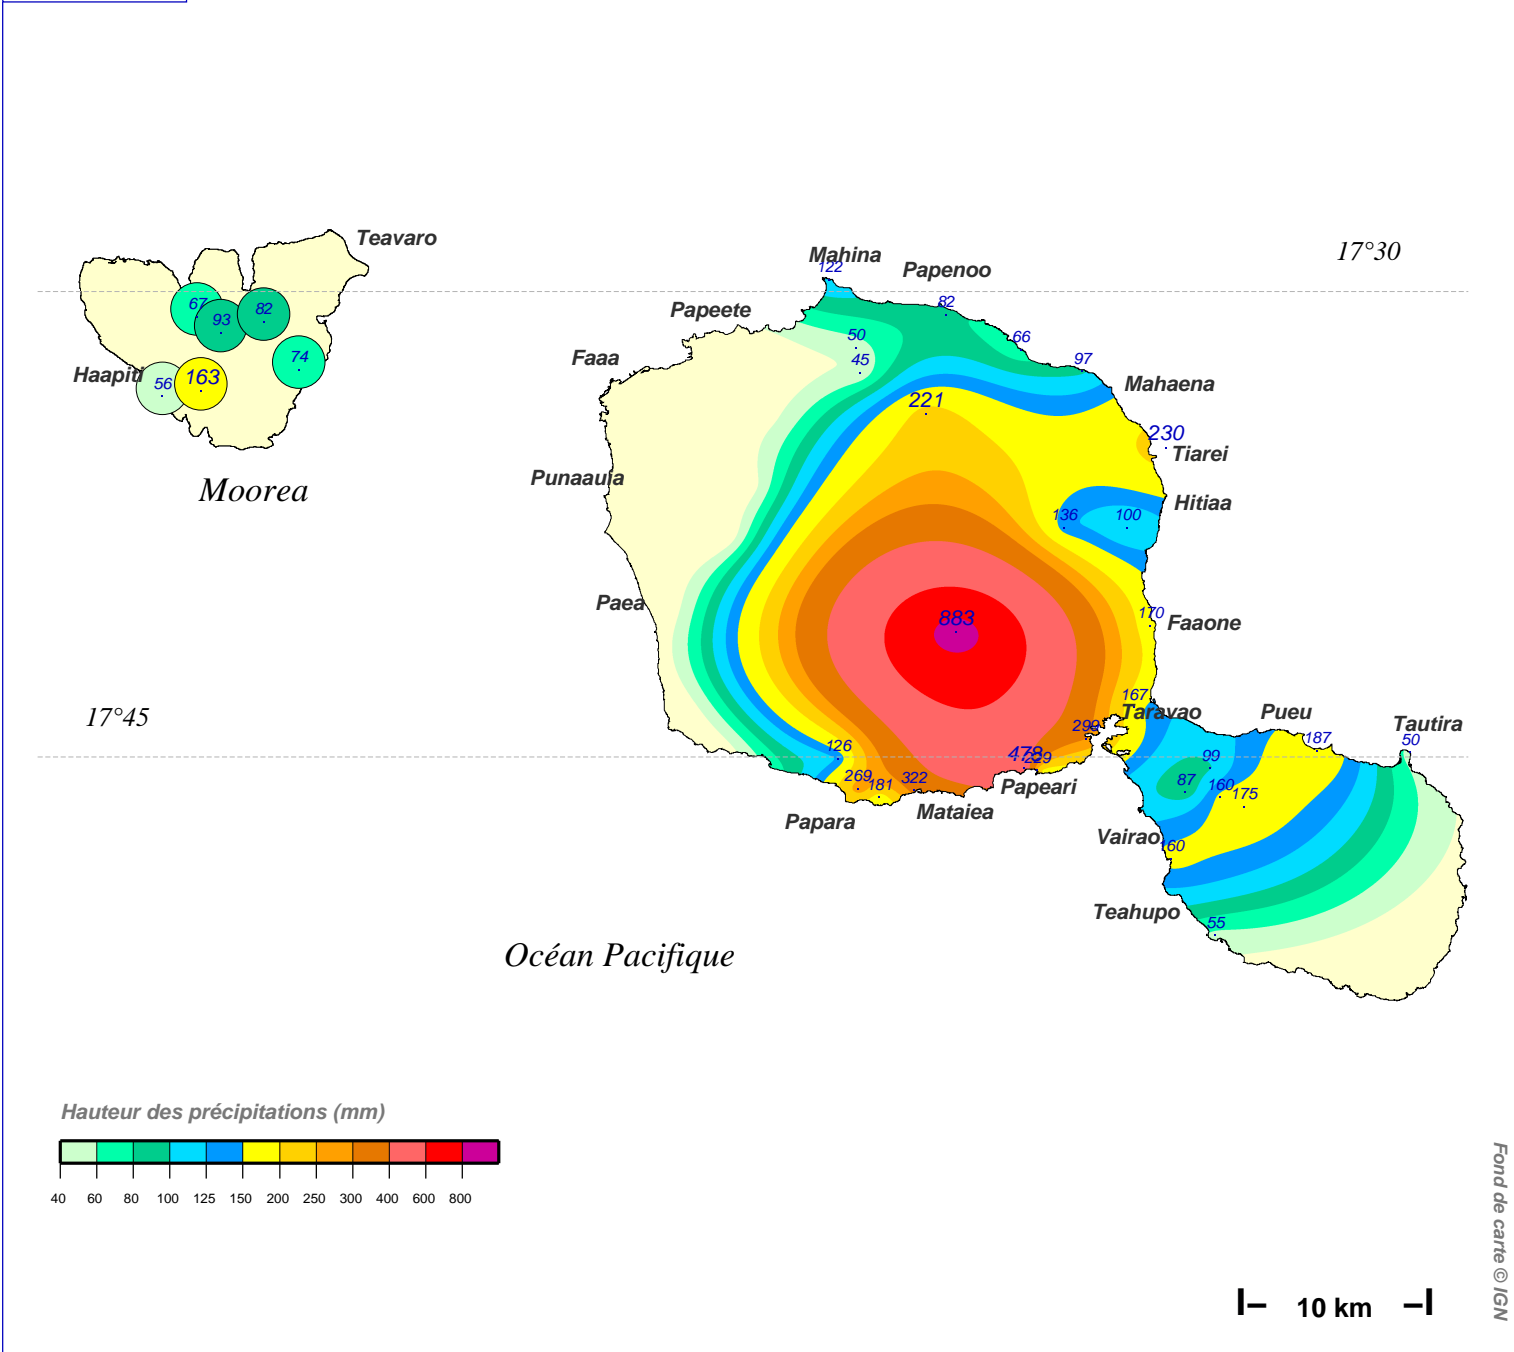 Teavaro
17°30
Mahina
122
Papenoo
82
Papeete
67
93
82
50
66
Faaa
45
97
74
Haapiti
56
163
Mahaena
221
230
Tiarei
Punaauia
Moorea
Hitiaa
136
100
Paea
883
170
Faaone
167
17°45
299
Taravao
Pueu
Tautira
126
478
229
187
50
99
269
181
322
87
160
175
Papeari
Papara
Mataiea
Vairao
160
Teahupo
55
Océan Pacifique
Hauteur des précipitations (mm)
40 60 80 100 125 150 200 250 300 400 600 800
Fond de carte © IGN
10 km